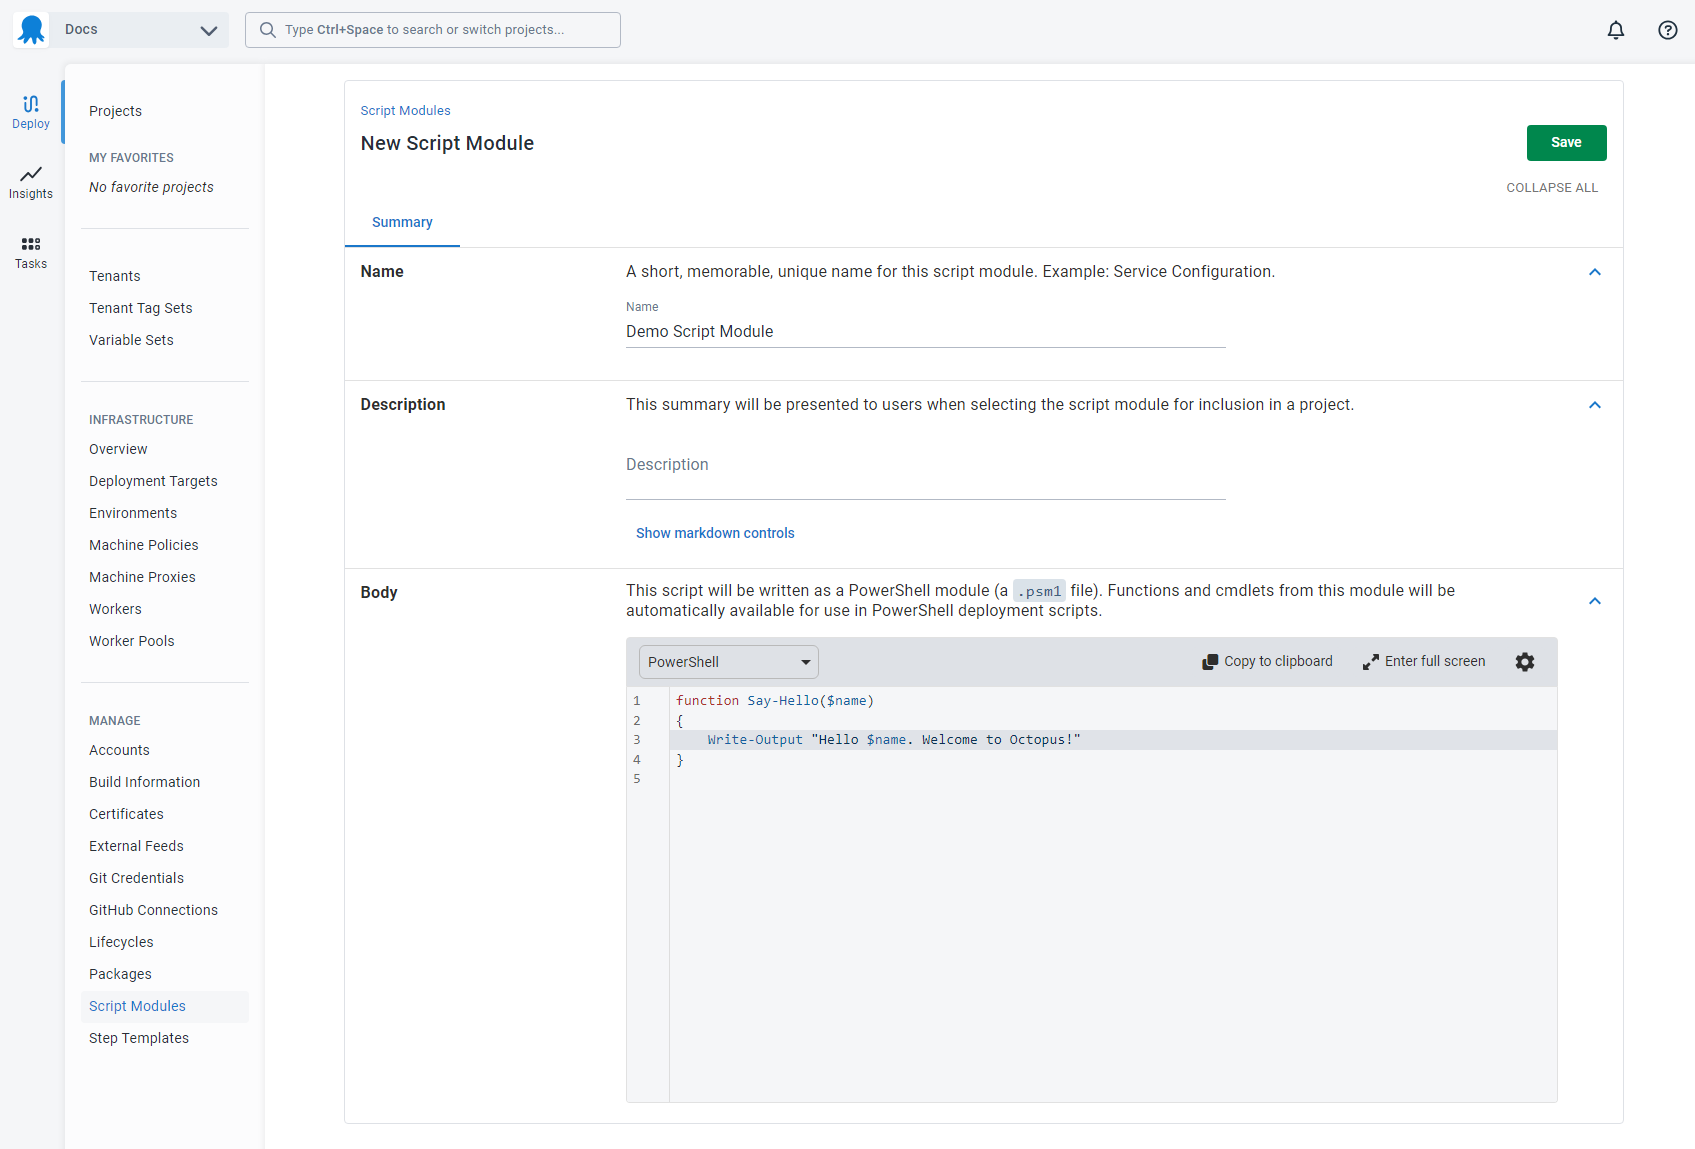 Docs
Type Ctrl+Space to search or switch projects...
Deploy
Insights
Tasks
Projects
MY FAVORITES
No favorite projects
Tenants
Tenant Tag Sets
Variable Sets
INFRASTRUCTURE
Overview
Deployment Targets
Environments
Machine Policies
Machine Proxies
Workers
Worker Pools
MANAGE
Accounts
Build Information
Certificates
External Feeds
Git Credentials
GitHub Connections
Lifecycles
Packages
Script Modules
Step Templates
Script Modules
New Script Module
Save
COLLAPSE ALL
Summary
Name
A short, memorable, unique name for this script module. Example: Service Configuration.
Name
Demo Script Module
Description
This summary will be presented to users when selecting the script module for inclusion in a project.
Description
Show markdown controls
Body
This script will be written as a PowerShell module (a .psm1 file). Functions and cmdlets from this module will be
automatically available for use in PowerShell deployment scripts.
PowerShell
Copy to clipboard
Enter full screen
1 function Say-Hello($name)
2 {
3     Write-Output "Hello $name. Welcome to Octopus!"
4 }
5